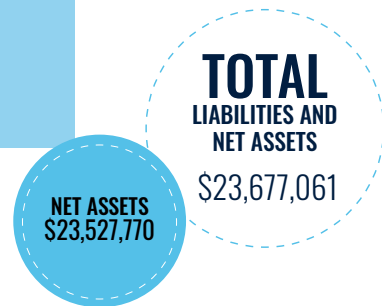 TOTAL
LIABILITIES AND
NET ASSETS
$23,677,061
NET ASSETS
$23,527,770